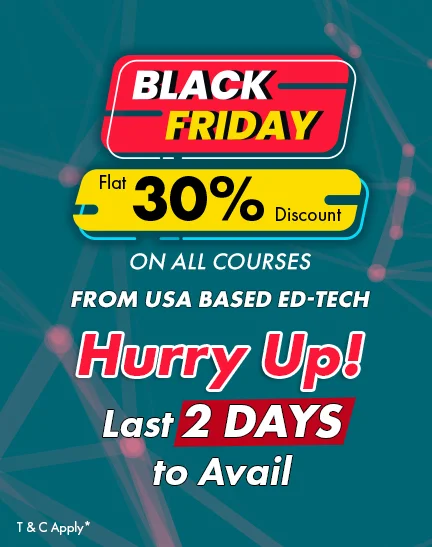 BLACK
FRIDAY
Flat 30% Discount
ON ALL COURSES
FROM USA BASED ED-TECH
Hurry Up!
Last 2 DAYS
to Avail
T & C Apply*